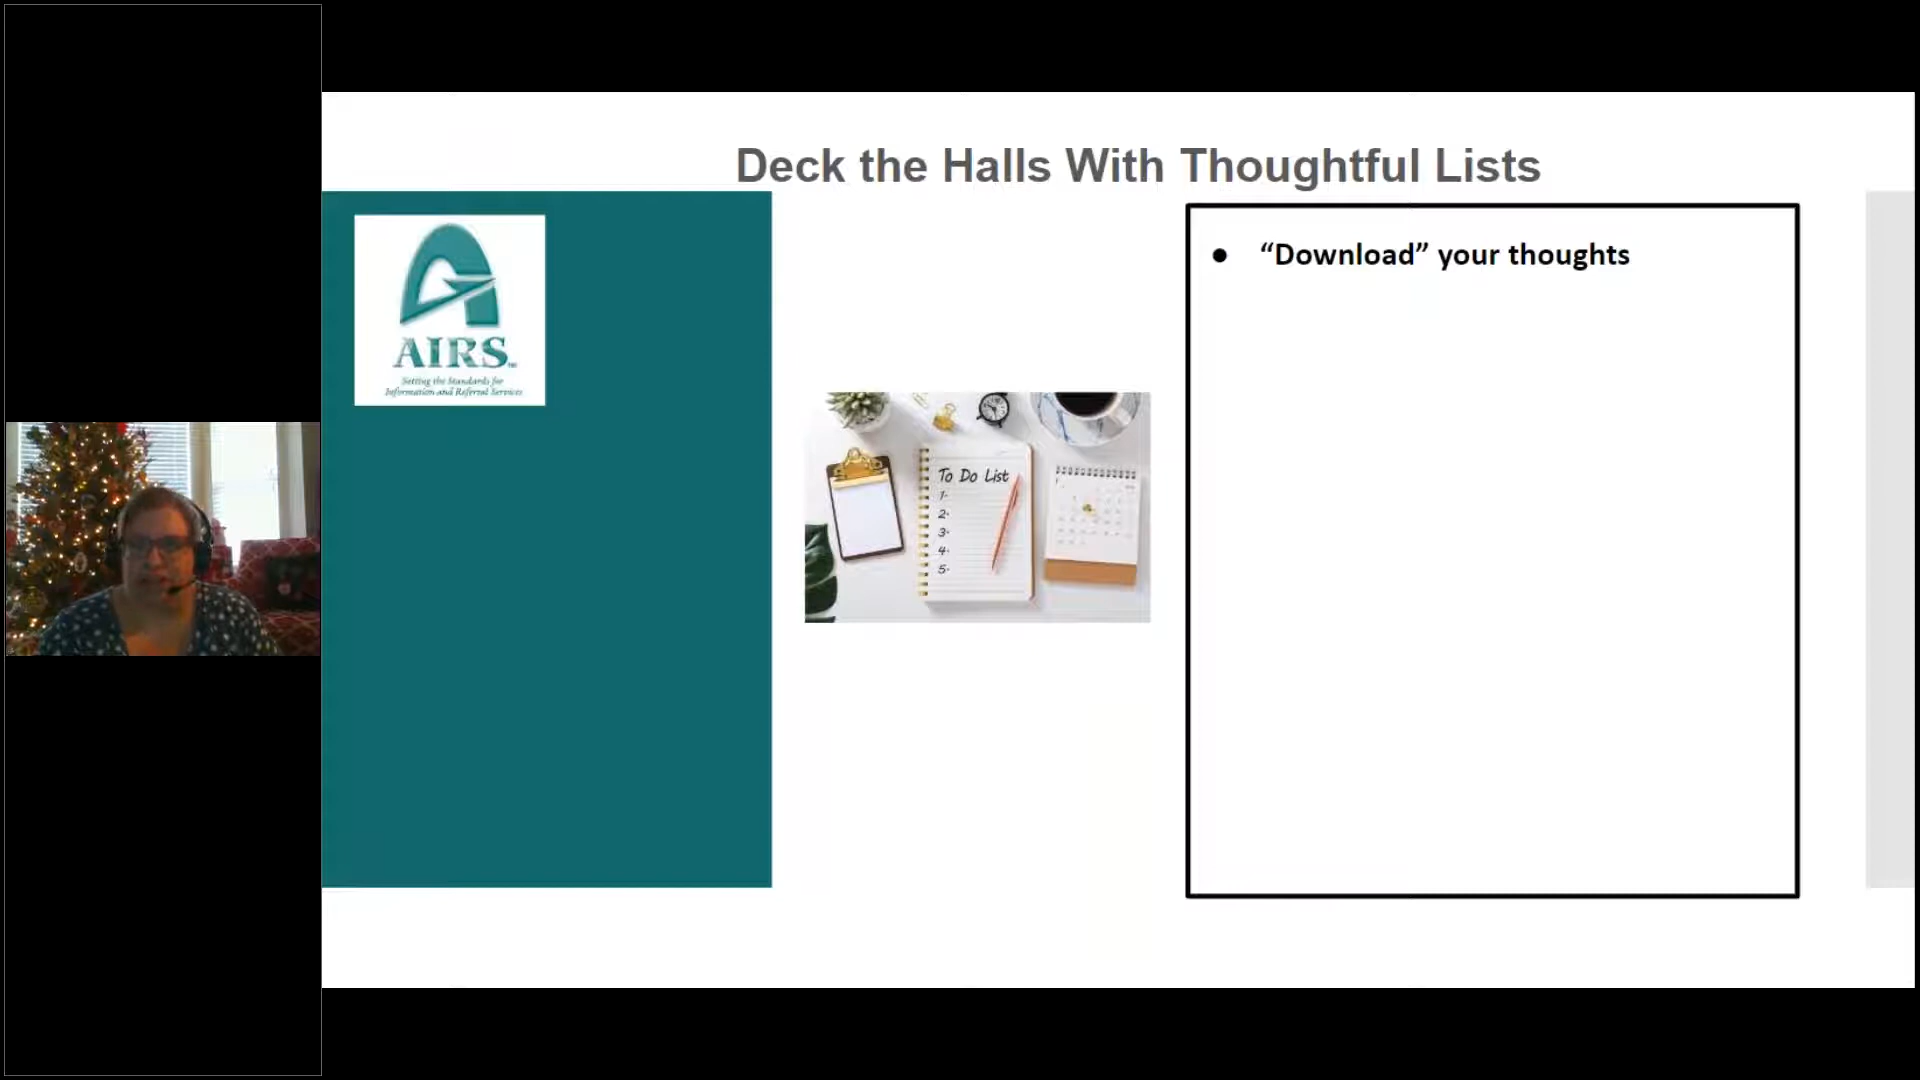 Deck the Halls With Thoughtful Lists
AIRS
Setting the Standards for
Information and Referral Services
To Do List
1-
2-
3-
4-
5-
● “Download” your thoughts